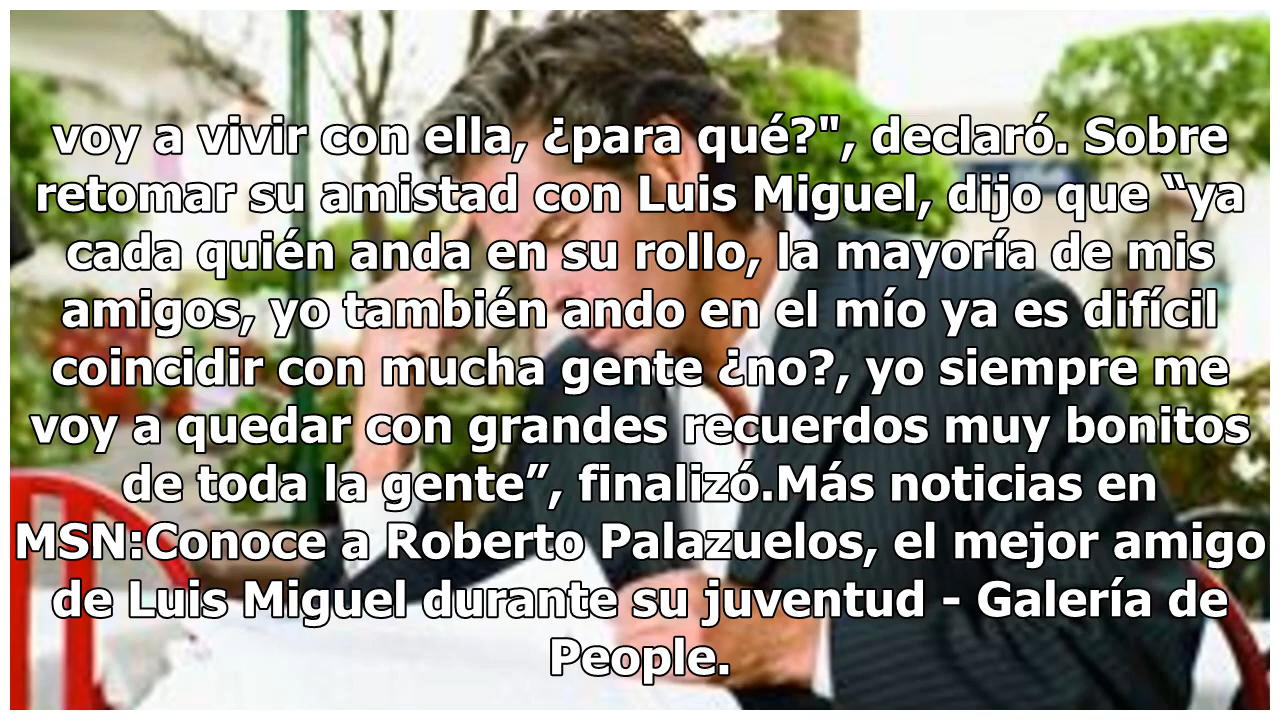 voy a vivir con ella, ¿para qué?", declaró. Sobre
retomar su amistad con Luis Miguel, dijo que “ya
cada quién anda en su rollo, la mayoría de mis
amigos, yo también ando en el mío ya es difícil
coincidir con mucha gente ¿no?, yo siempre me
voy a quedar con grandes recuerdos muy bonitos
de toda la gente”, finalizó.Más noticias en
MSN:Conoce a Roberto Palazuelos, el mejor amigo
de Luis Miguel durante su juventud - Galería de
People.